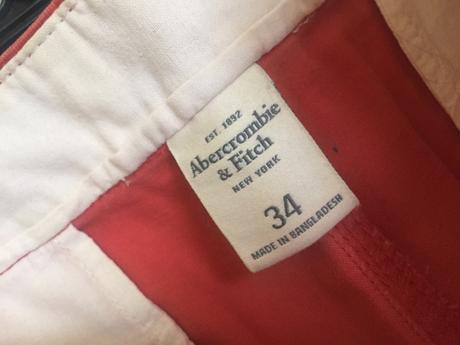 EST. 1892
Abercrombie
& Fitch
NEW YORK
34
MADE IN BANGLADESH